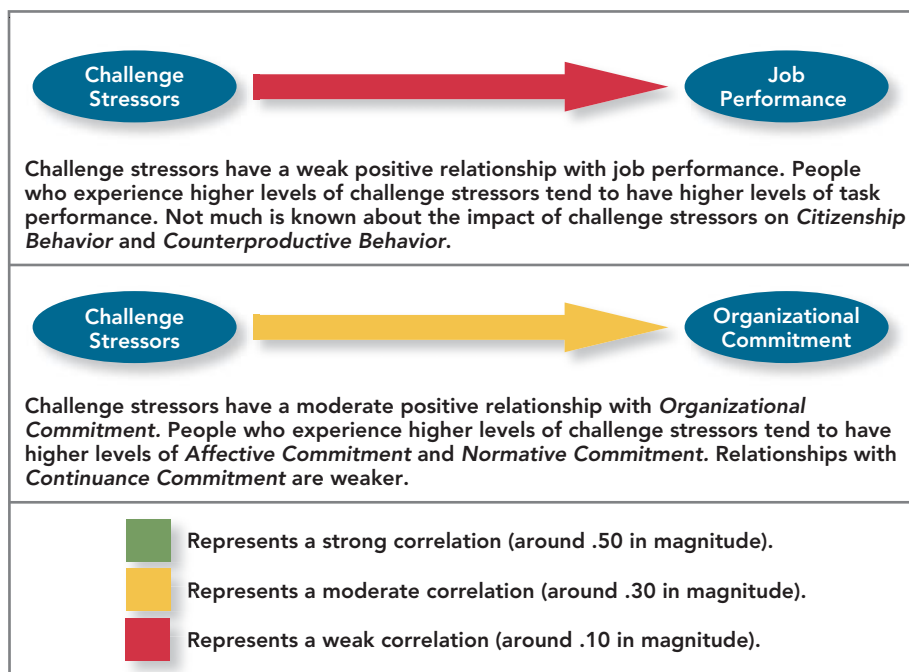 Challenge
Stressors
Job
Performance
Challenge stressors have a weak positive relationship with job performance. People
who experience higher levels of challenge stressors tend to have higher levels of task
performance. Not much is known about the impact of challenge stressors on Citizenship
Behavior and Counterproductive Behavior.
Challenge
Stressors
Organizational
Commitment
Challenge stressors have a moderate positive relationship with Organizational
Commitment. People who experience higher levels of challenge stressors tend to have
higher levels of Affective Commitment and Normative Commitment. Relationships with
Continuance Commitment are weaker.
Represents a strong correlation (around .50 in magnitude).
Represents a moderate correlation (around .30 in magnitude).
Represents a weak correlation (around .10 in magnitude).